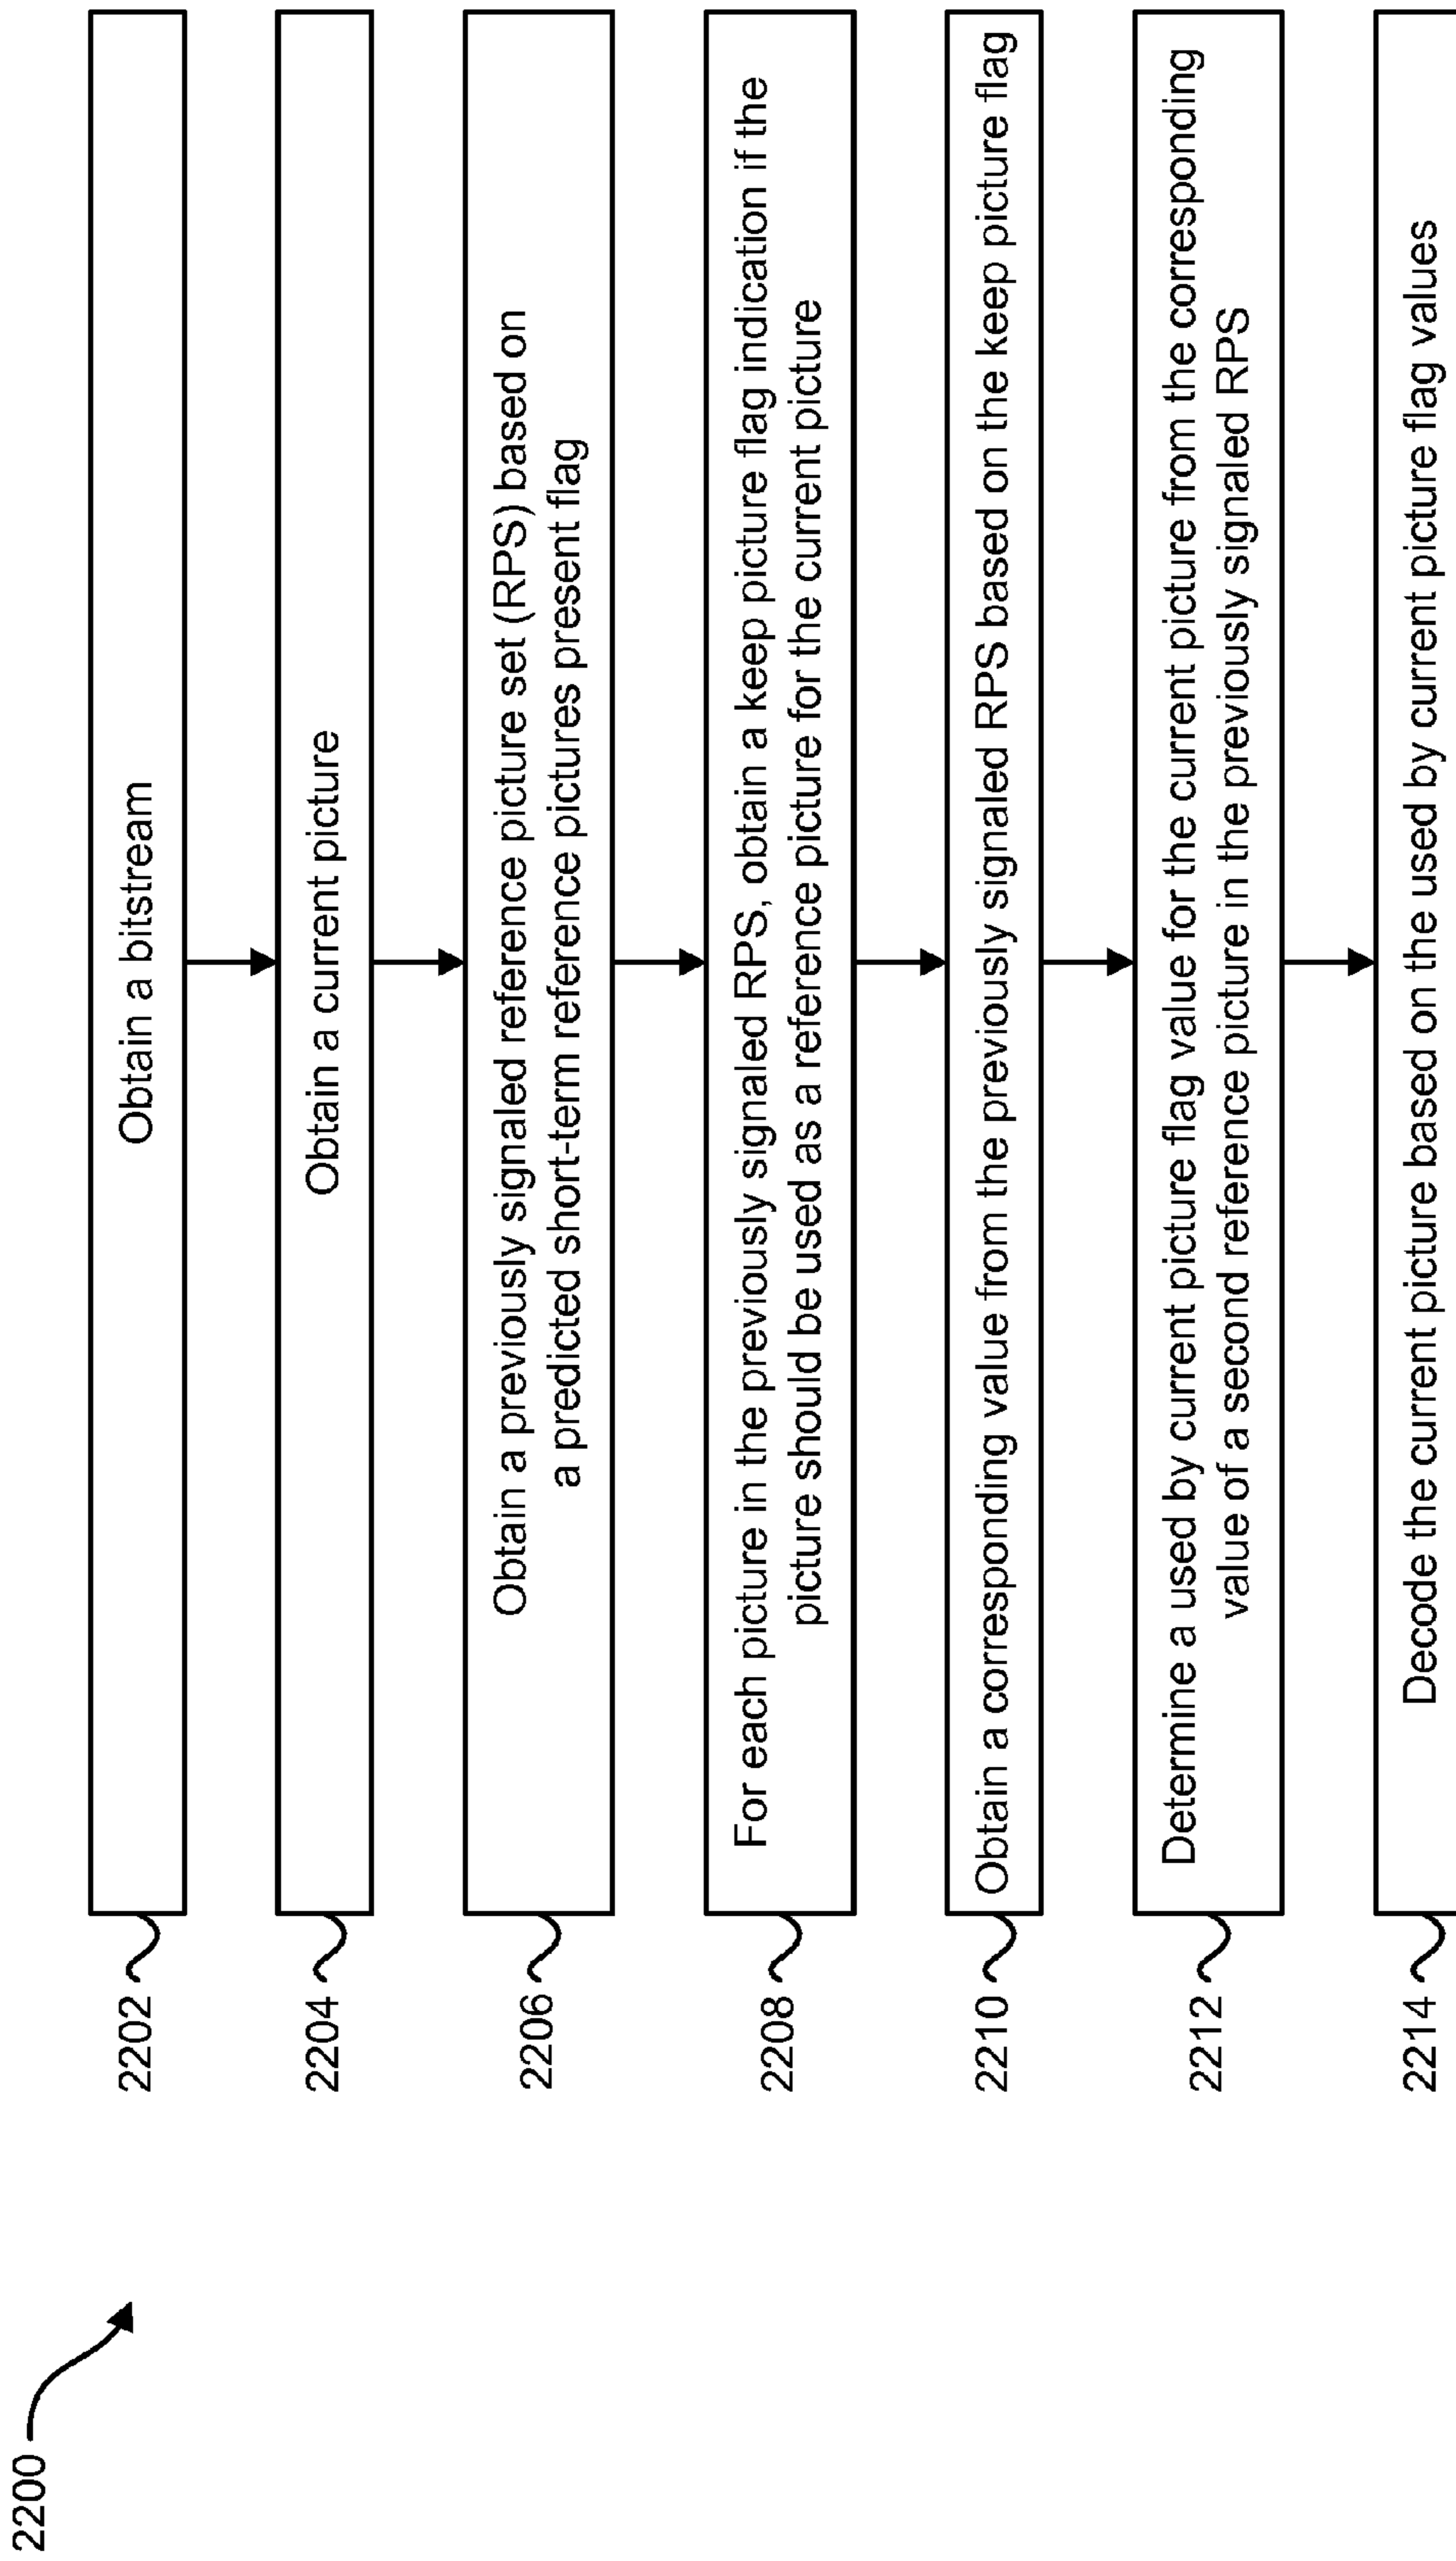 2200
2202
Obtain a bitstream
2204
Obtain a current picture
2206
Obtain a previously signaled reference picture set (RPS) based on
a predicted short-term reference pictures present flag
2208
For each picture in the previously signaled RPS, obtain a keep picture flag indication if the
picture should be used as a reference picture for the current picture
2210
Obtain a corresponding value from the previously signaled RPS based on the keep picture flag
2212
Determine a used by current picture flag value for the current picture from the corresponding
value of a second reference picture in the previously signaled RPS
2214
Decode the current picture based on the used by current picture flag values